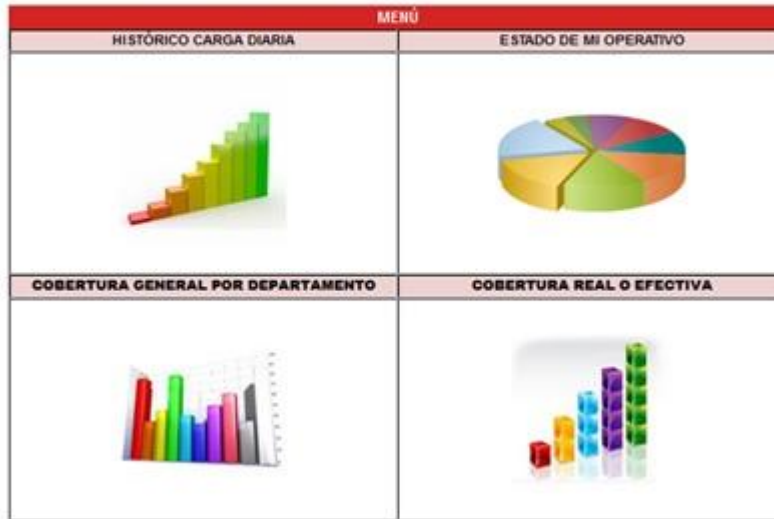 MENÚ
HISTÓRICO CARGA DIARIA
ESTADO DE MI OPERATIVO
COBERTURA GENERAL POR DEPARTAMENTO
COBERTURA REAL O EFECTIVA